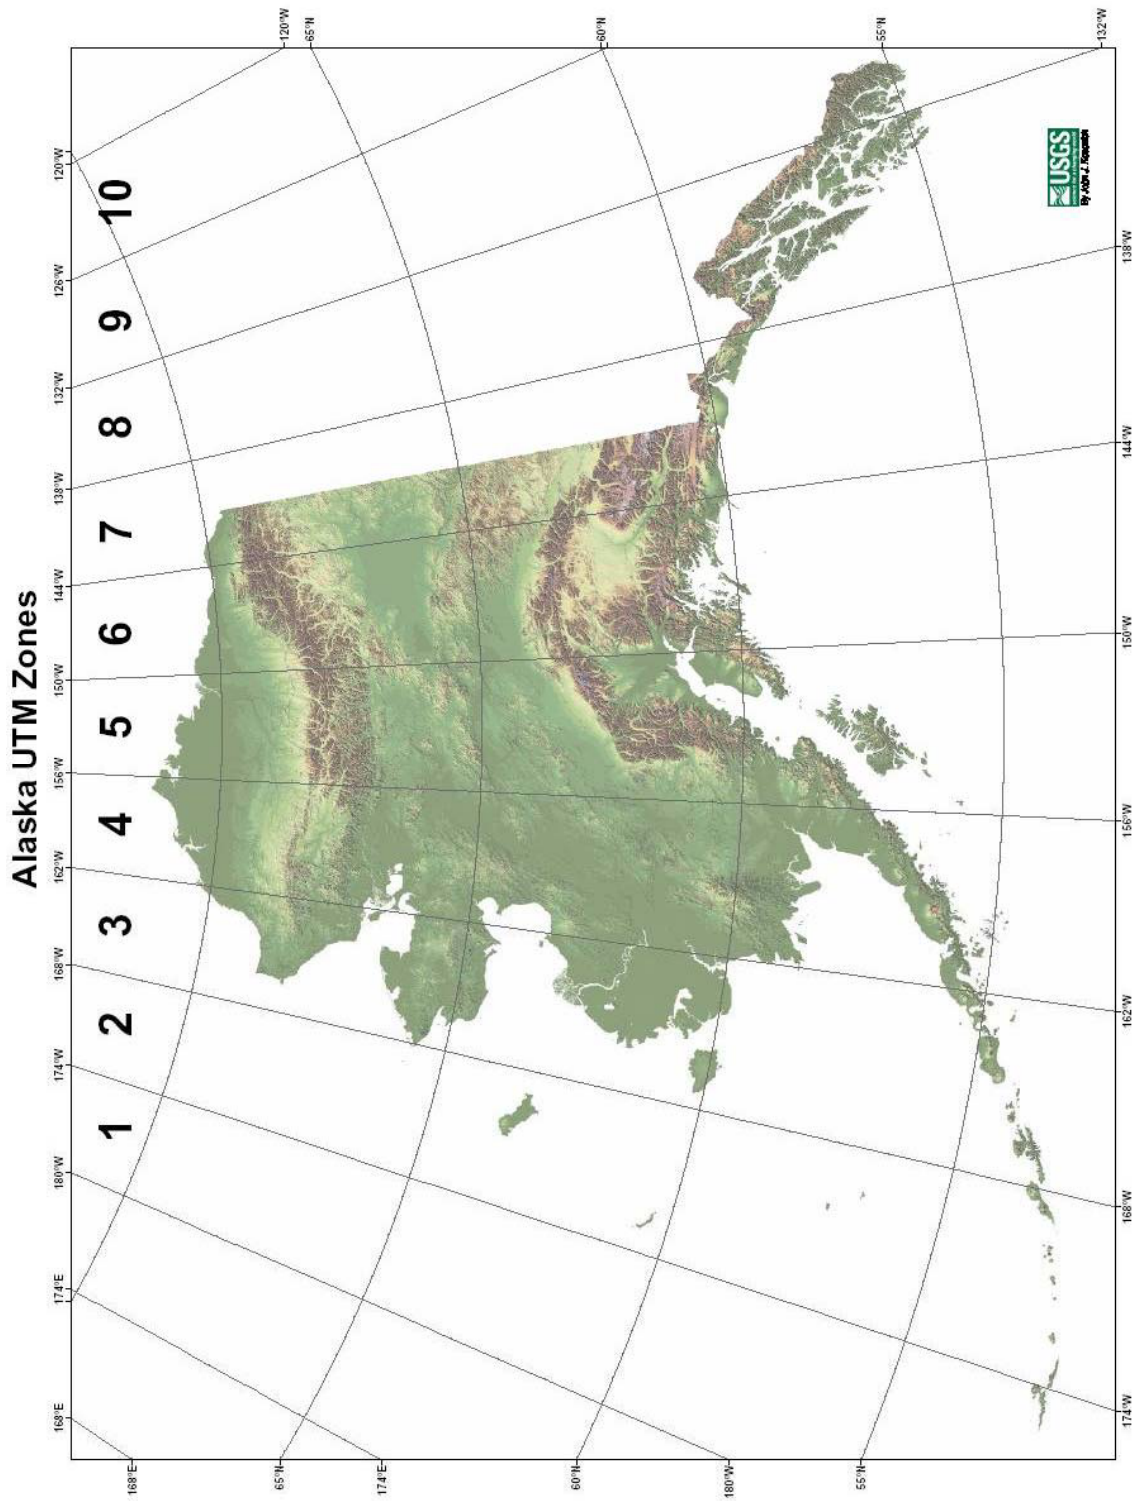 Alaska UTM Zones
168°E 174°E 180°W 174°W 168°W 162°W 156°W 150°W 144°W 138°W 132°W 126°W 120°W
1 2 3 4 5 6 7 8 9 10
168°E
65°N
174°E
60°N
180°W
55°N
120°W
65°N
60°N
55°N
132°W
USGS
By John J.
174°W 168°W 162°W 156°W 150°W 144°W 138°W